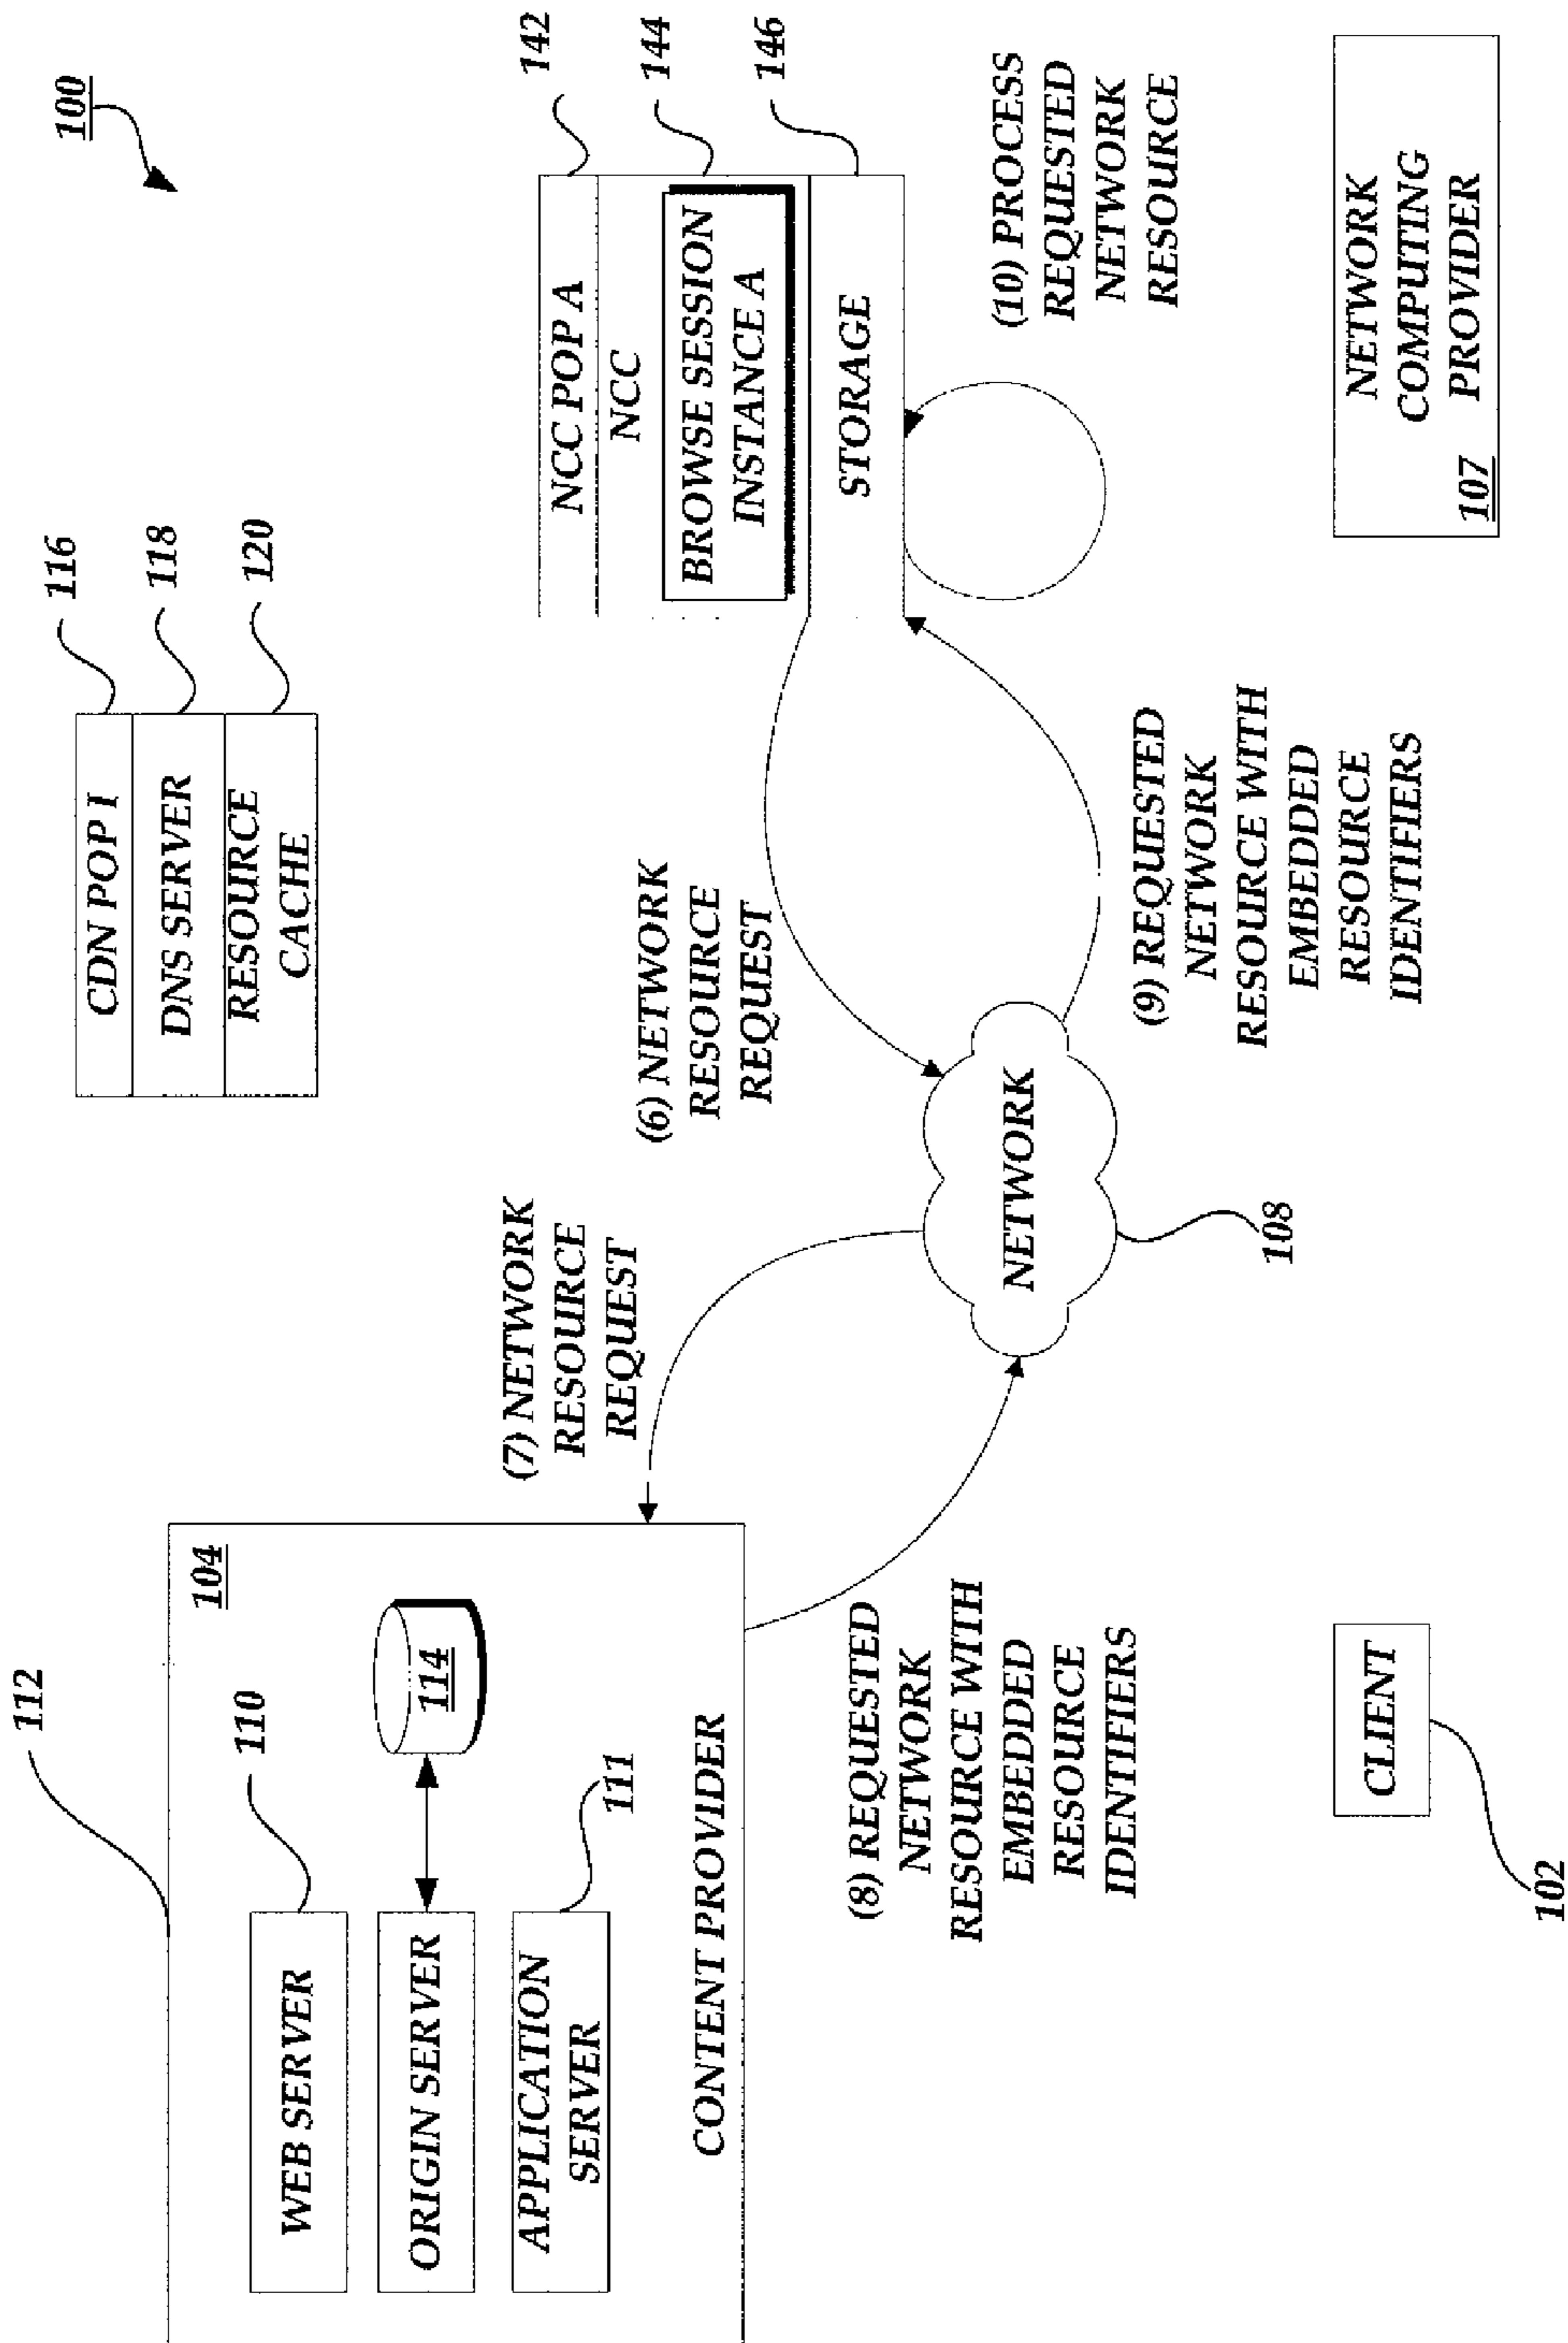 100
112
104
110
WEB SERVER
ORIGIN SERVER
114
111
APPLICATION
SERVER
CONTENT PROVIDER
116
118
120
CDN POP I
DNS SERVER
RESOURCE
CACHE
142
144
146
NCC POP A
NCC
BROWSE SESSION
INSTANCE A
STORAGE
(6) NETWORK
RESOURCE
REQUEST
(7) NETWORK
RESOURCE
REQUEST
(8) REQUESTED
NETWORK
RESOURCE WITH
EMBEDDED
RESOURCE
IDENTIFIERS
NETWORK
108
(9) REQUESTED
NETWORK
RESOURCE WITH
EMBEDDED
RESOURCE
IDENTIFIERS
(10) PROCESS
REQUESTED
NETWORK
RESOURCE
CLIENT
102
NETWORK
COMPUTING
PROVIDER
107